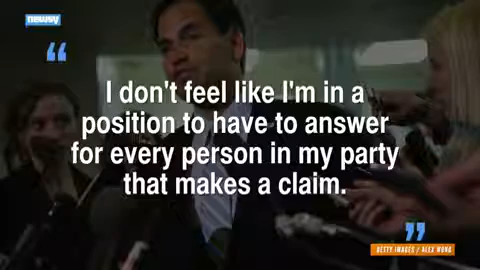 newsy
“
I don't feel like I'm in a
position to have to answer
for every person in my party
that makes a claim.
”
GETTY IMAGES / ALEX WONG